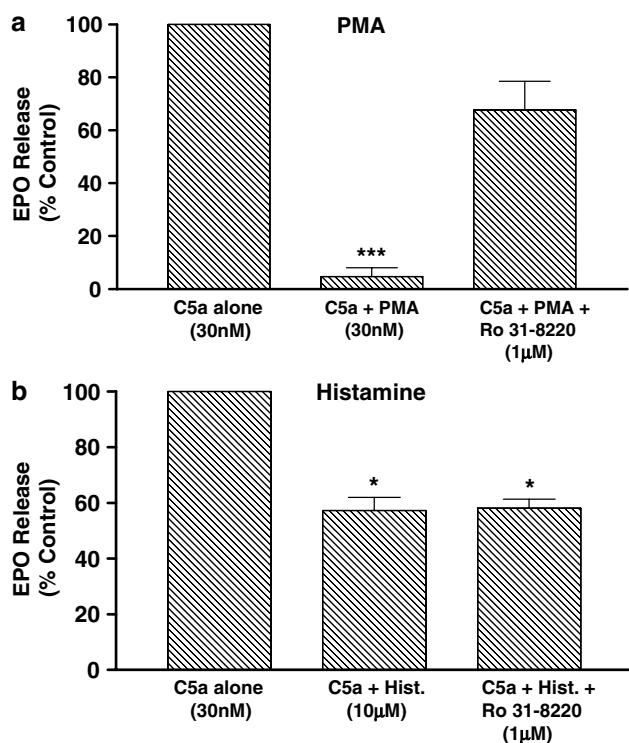 a
PMA
EPO Release
(% Control)
100
80
60
40
20
0
***
C5a alone
(30nM)
C5a + PMA
(30nM)
C5a + PMA +
Ro 31-8220
(1µM)
b
Histamine
EPO Release
(% Control)
100
80
60
40
20
0
*
*
C5a alone
(30nM)
C5a + Hist.
(10µM)
C5a + Hist. +
Ro 31-8220
(1µM)